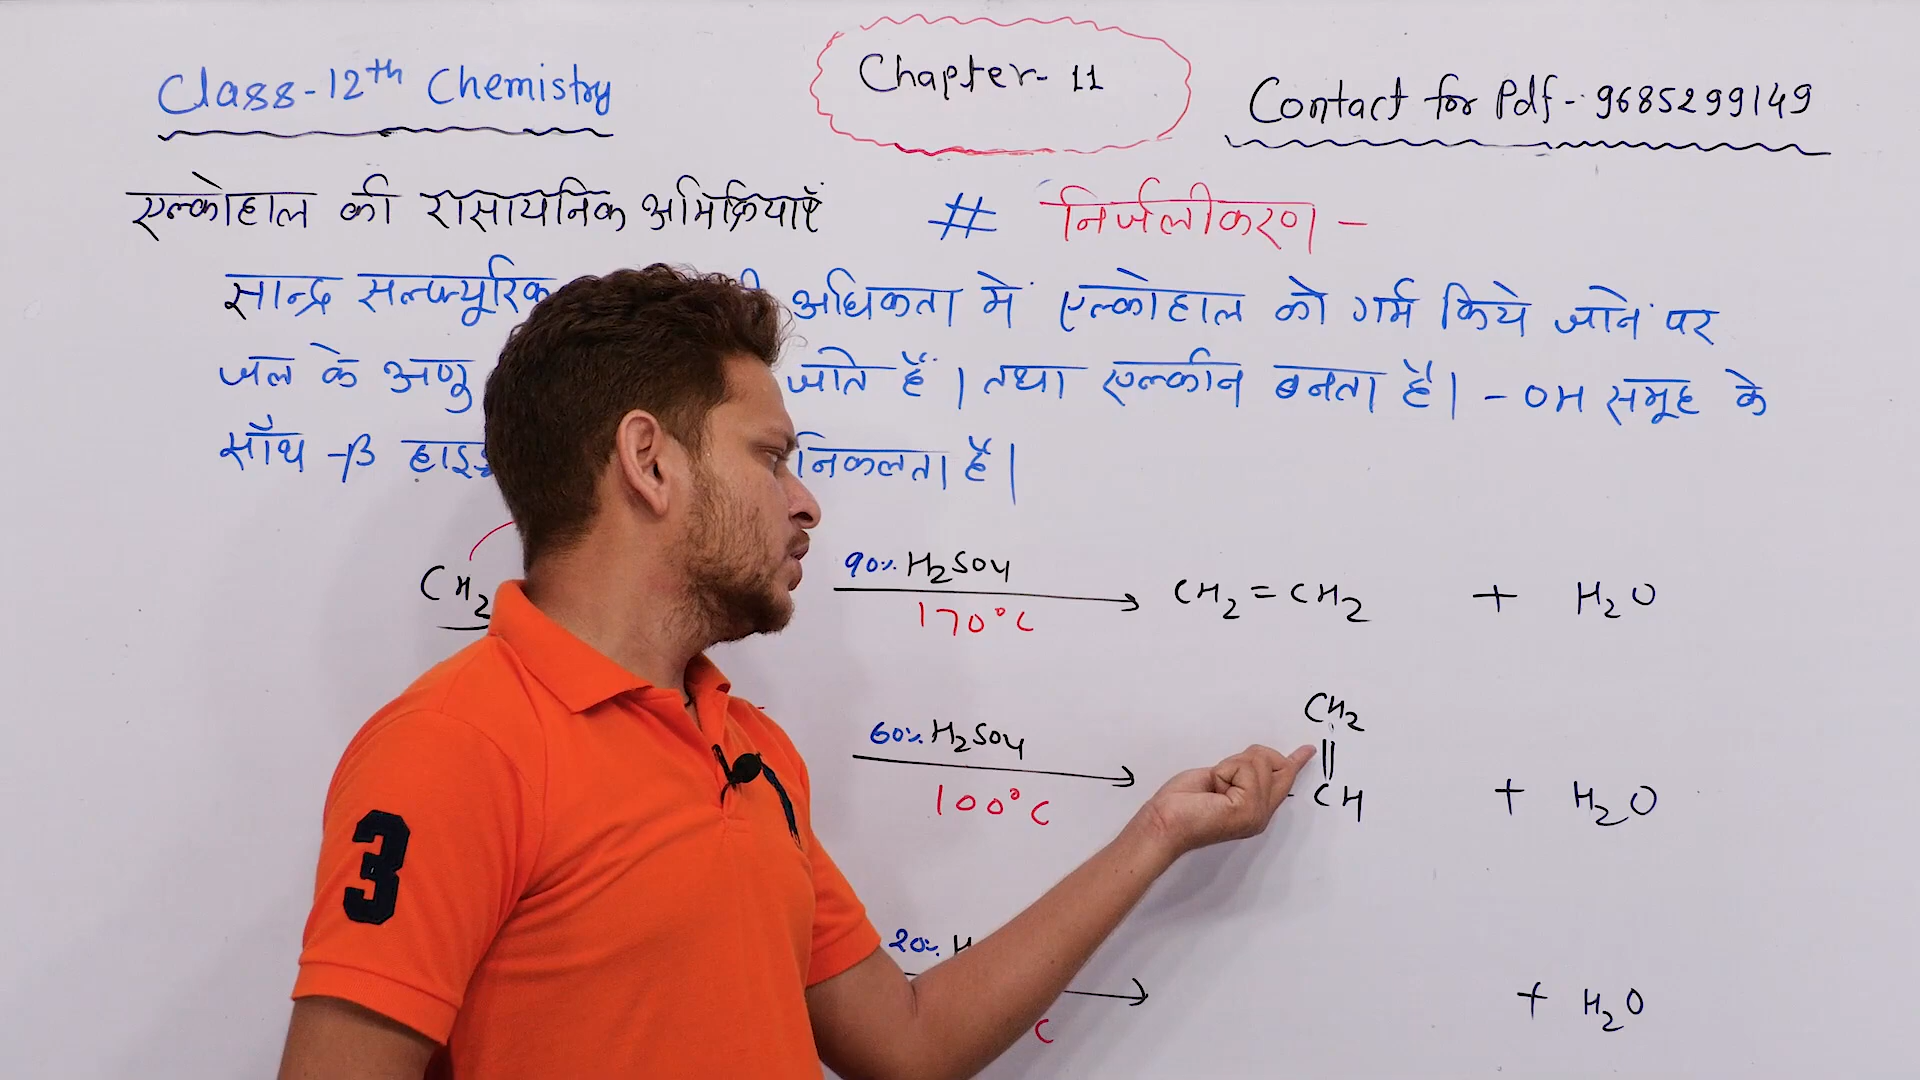 Class-12th Chemistry
Chapter-11
Contact for Pdf-9685299149
एल्कोहाल की रासायनिक अभिक्रियाएँ
# निर्जलीकरण -
सान्द्र सल्फ्यूरिक अधिकता में एल्कोहाल को गर्म किये जाने पर
जल के अणु जाते हैं। तथा एल्कीन बनता है। - OH समूह के
साथ -β निकलता है।
CH2 90% H2SO4 170°C CH2=CH2 + H2O
60% H2SO4 100°C CH2=CH + H2O
20% H C + H2O
3